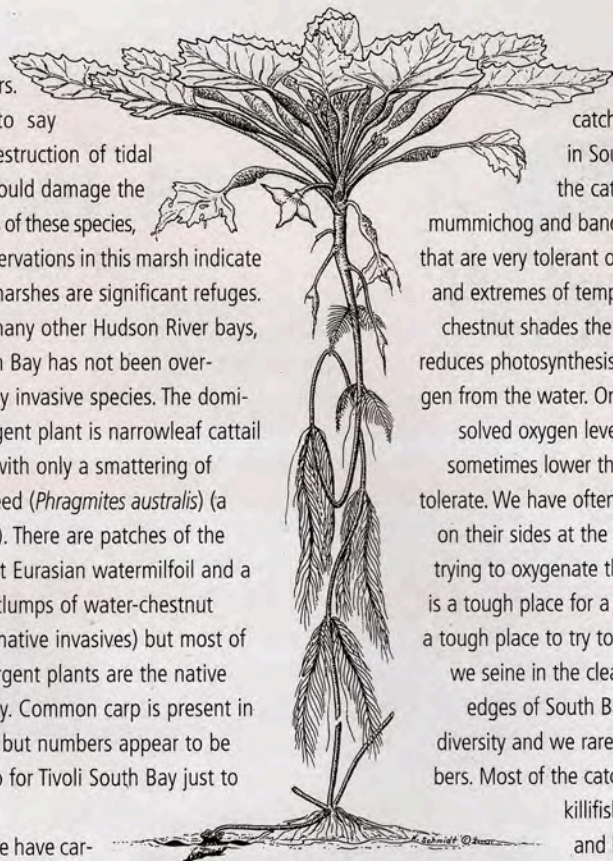 rs.
to say
estruction of tidal
ould damage the
s of these species,
ervations in this marsh indicate
marshes are significant refuges.
many other Hudson River bays,
h Bay has not been over-
y invasive species. The domi-
gent plant is narrowleaf cattail
with only a smattering of
eed (Phragmites australis) (a
). There are patches of the
t Eurasian watermilfoil and a
clumps of water-chestnut
native invasives) but most of
rgent plants are the native
y. Common carp is present in
but numbers appear to be
o for Tivoli South Bay just to
e have car-
catch
in Sou
the cat
mummichog and band
that are very tolerant o
and extremes of temp
chestnut shades the
reduces photosynthesis
gen from the water. On
solved oxygen leve
sometimes lower th
tolerate. We have often
on their sides at the
trying to oxygenate th
is a tough place for a
a tough place to try to
we seine in the clea
edges of South B
diversity and we rare
bers. Most of the catc
killifish
and
K. Schmidt ©